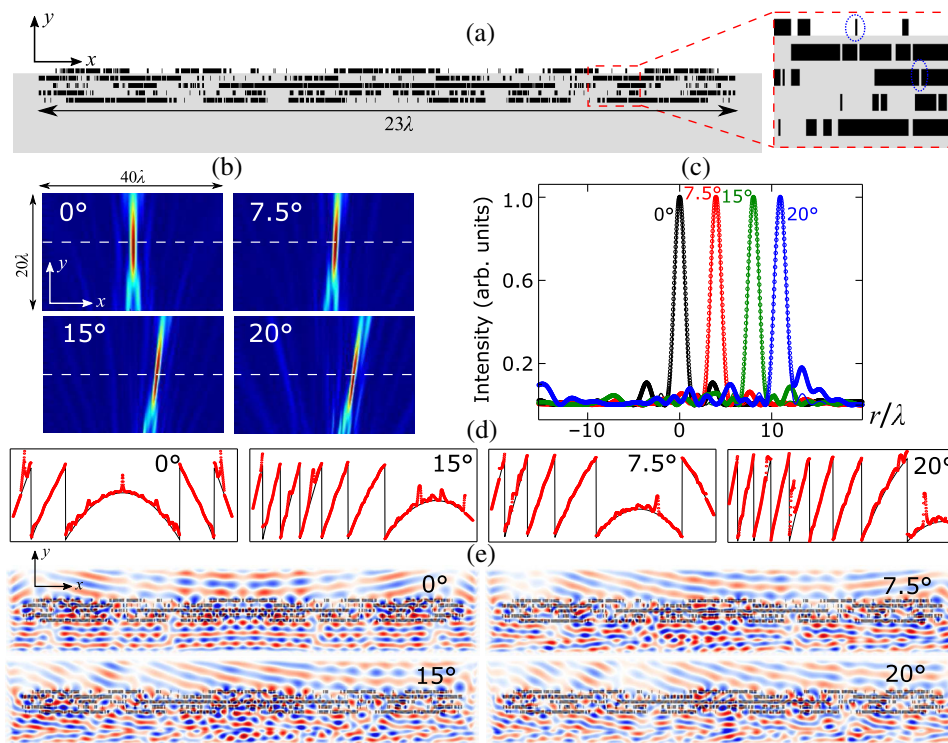 (a)
y
x
23λ
(b)
40λ
20λ
0°
y
x
7.5°
15°
20°
(c)
Intensity (arb. units)
1.0
0.6
0.2
0°
7.5°
15°
20°
−10
0
10
r/λ
(d)
0°
15°
7.5°
20°
(e)
y
x
0°
7.5°
15°
20°